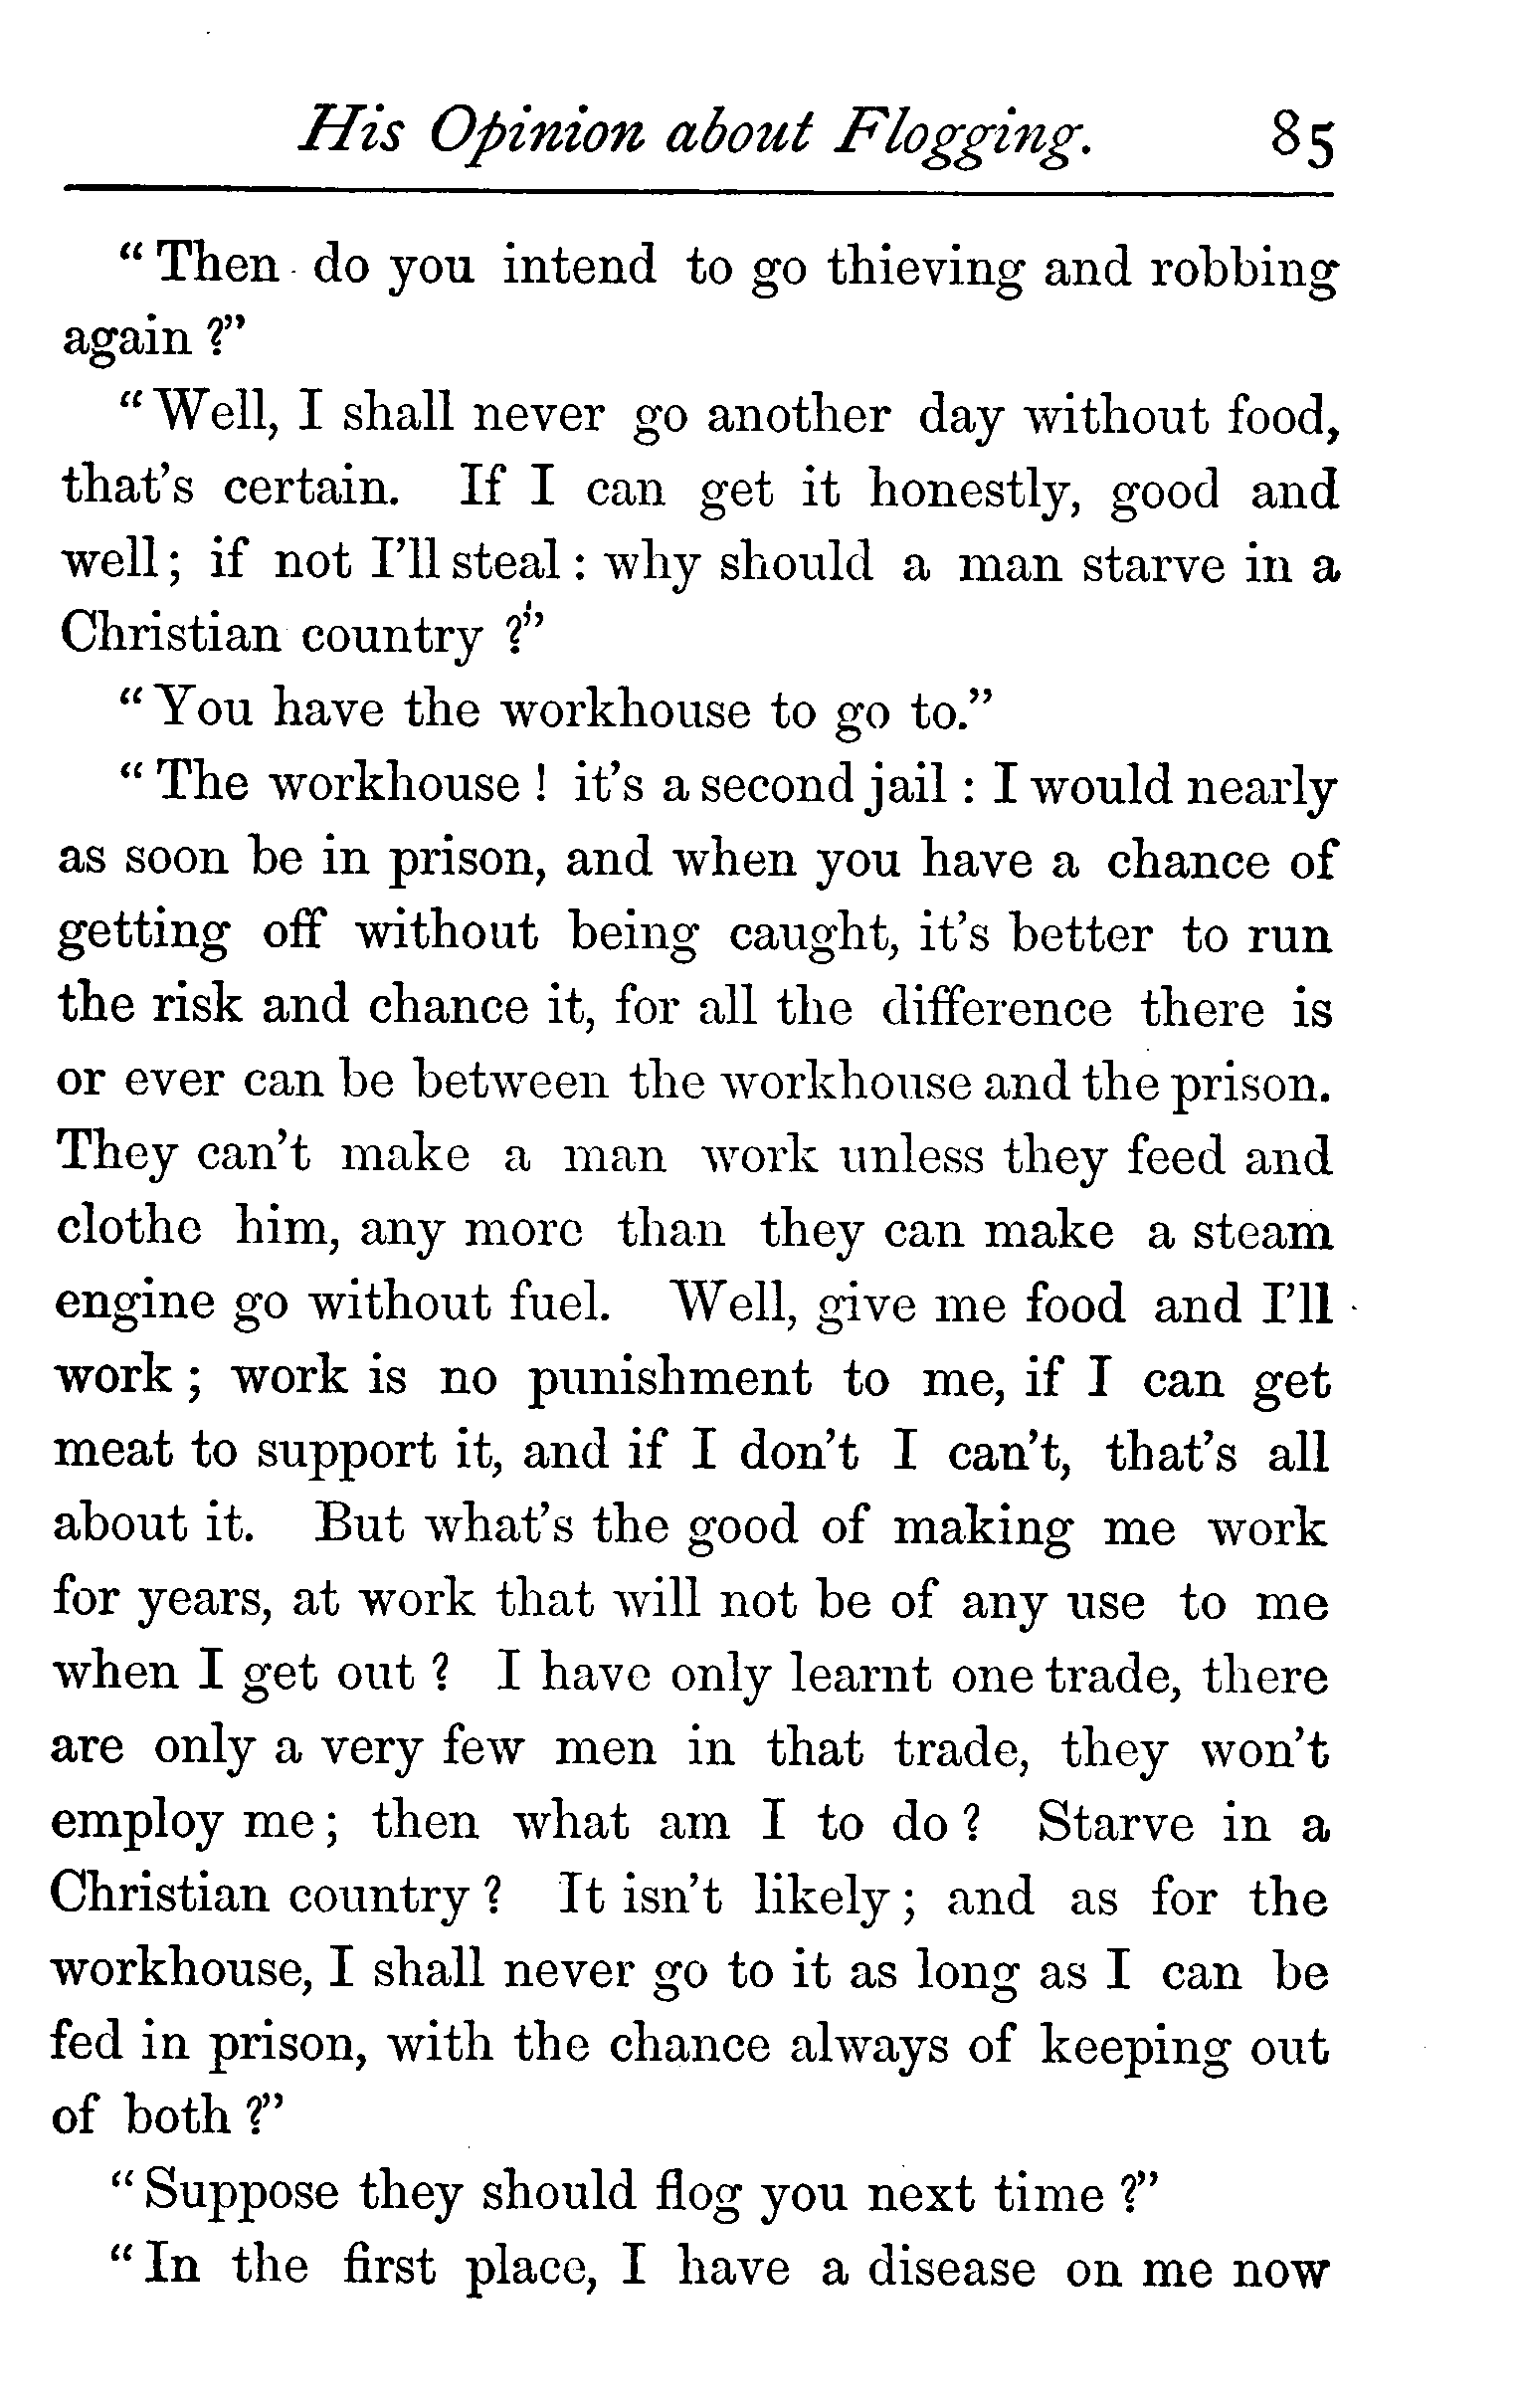 His Opinion about Flogging. 85
“Then do you intend to go thieving and robbing
again?”
“Well, I shall never go another day without food,
that's certain. If I can get it honestly, good and
well; if not I'll steal: why should a man starve in a
Christian country?”
“You have the workhouse to go to.”
“The workhouse! it's a second jail: I would nearly
as soon be in prison, and when you have a chance of
getting off without being caught, it's better to run
the risk and chance it, for all the difference there is
or ever can be between the workhouse and the prison.
They can't make a man work unless they feed and
clothe him, any more than they can make a steam
engine go without fuel. Well, give me food and I'll
work; work is no punishment to me, if I can get
meat to support it, and if I don't I can't, that's all
about it. But what's the good of making me work
for years, at work that will not be of any use to me
when I get out? I have only learnt one trade, there
are only a very few men in that trade, they won't
employ me; then what am I to do? Starve in a
Christian country? It isn't likely; and as for the
workhouse, I shall never go to it as long as I can be
fed in prison, with the chance always of keeping out
of both?”
“Suppose they should flog you next time?”
“In the first place, I have a disease on me now